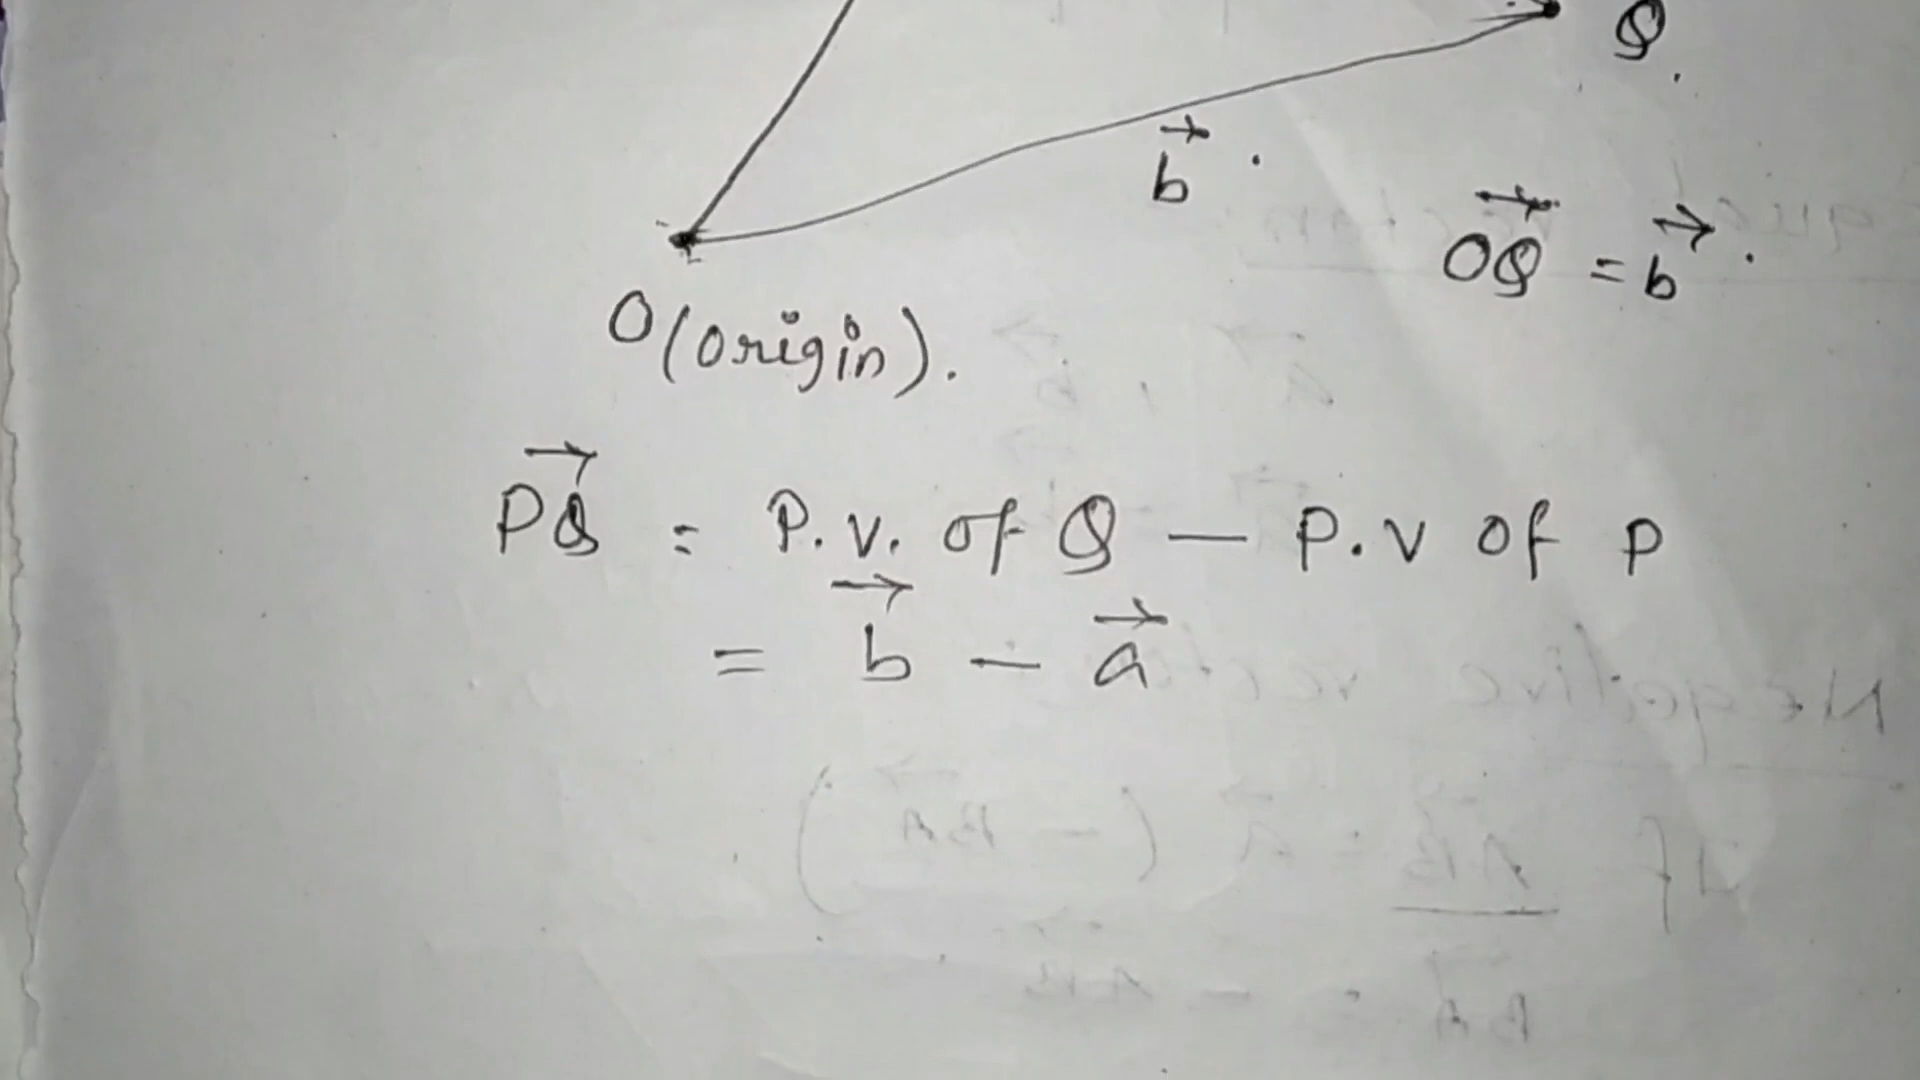 Q.
b⃗.
OQ⃗ = b⃗.
O(origin).
PQ⃗ = P.V. of Q — P.V of P
= b⃗ — a⃗